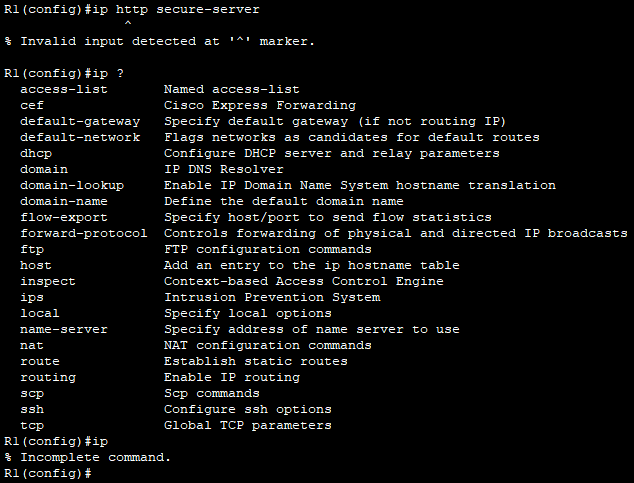 R1(config)#ip http secure-server
^
% Invalid input detected at '^' marker.
R1(config)#ip ?
access-list Named access-list
cef Cisco Express Forwarding
default-gateway Specify default gateway (if not routing IP)
default-network Flags networks as candidates for default routes
dhcp Configure DHCP server and relay parameters
domain IP DNS Resolver
domain-lookup Enable IP Domain Name System hostname translation
domain-name Define the default domain name
flow-export Specify host/port to send flow statistics
forward-protocol Controls forwarding of physical and directed IP broadcasts
ftp FTP configuration commands
host Add an entry to the ip hostname table
inspect Context-based Access Control Engine
ips Intrusion Prevention System
local Specify local options
name-server Specify address of name server to use
nat NAT configuration commands
route Establish static routes
routing Enable IP routing
scp Scp commands
ssh Configure ssh options
tcp Global TCP parameters
R1(config)#ip
% Incomplete command.
R1(config)#